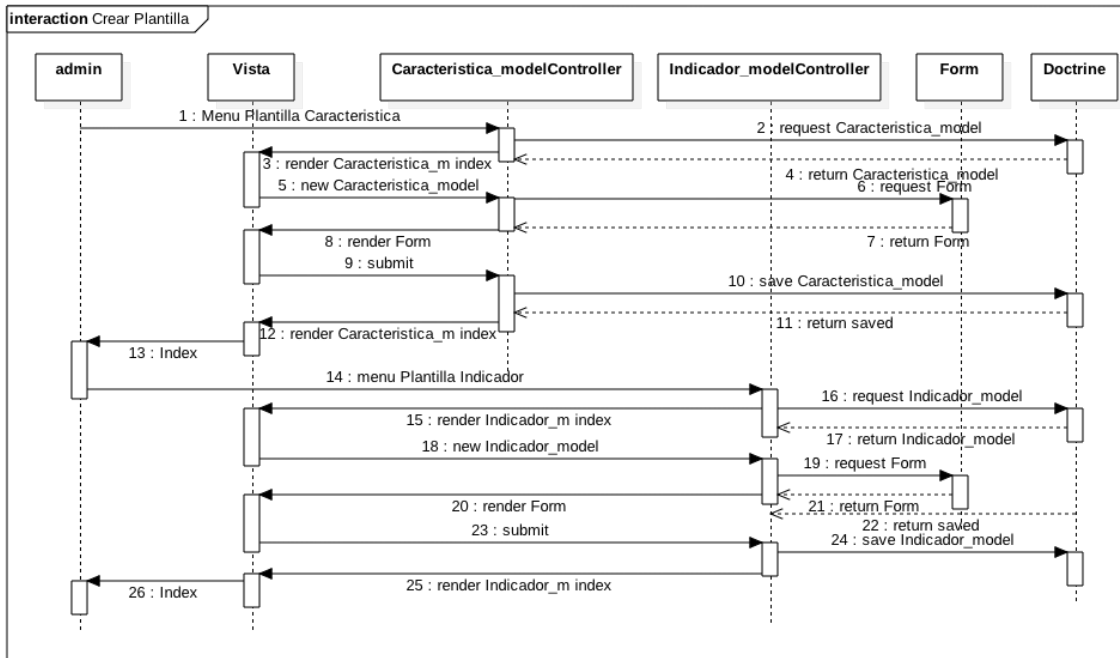 interaction Crear Plantilla
admin
Vista
Caracteristica_modelController
Indicador_modelController
Form
Doctrine
1 : Menu Plantilla Caracteristica
2 : request Caracteristica_model
3 : render Caracteristica_m index
4 : return Caracteristica_model
5 : new Caracteristica_model
6 : request Form
7 : return Form
8 : render Form
9 : submit
10 : save Caracteristica_model
11 : return saved
12 : render Caracteristica_m index
13 : Index
14 : menu Plantilla Indicador
16 : request Indicador_model
15 : render Indicador_m index
17 : return Indicador_model
18 : new Indicador_model
19 : request Form
20 : render Form
21 : return Form
22 : return saved
23 : submit
24 : save Indicador_model
25 : render Indicador_m index
26 : Index